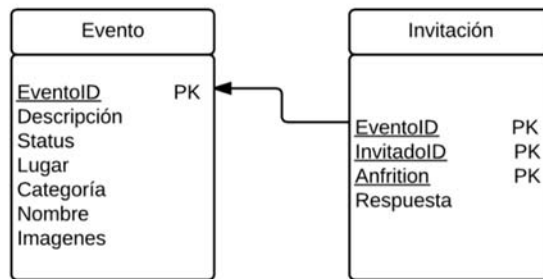 Evento
EventoID PK
Descripción
Status
Lugar
Categoría
Nombre
Imagenes
Invitación
EventoID PK
InvitadoID PK
Anfrition PK
Respuesta